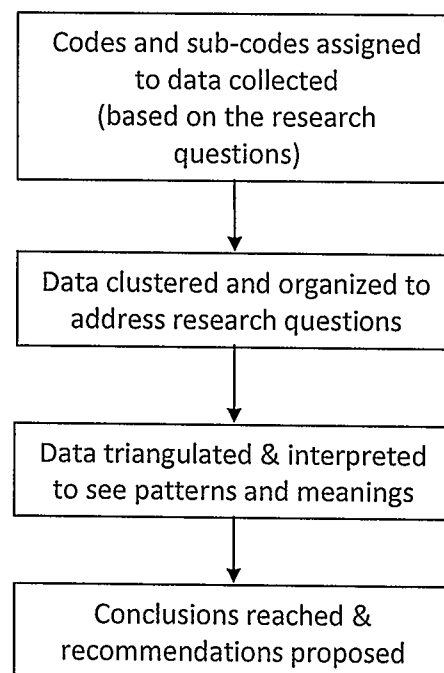 Codes and sub-codes assigned
to data collected
(based on the research
questions)
Data clustered and organized to
address research questions
Data triangulated & interpreted
to see patterns and meanings
Conclusions reached &
recommendations proposed